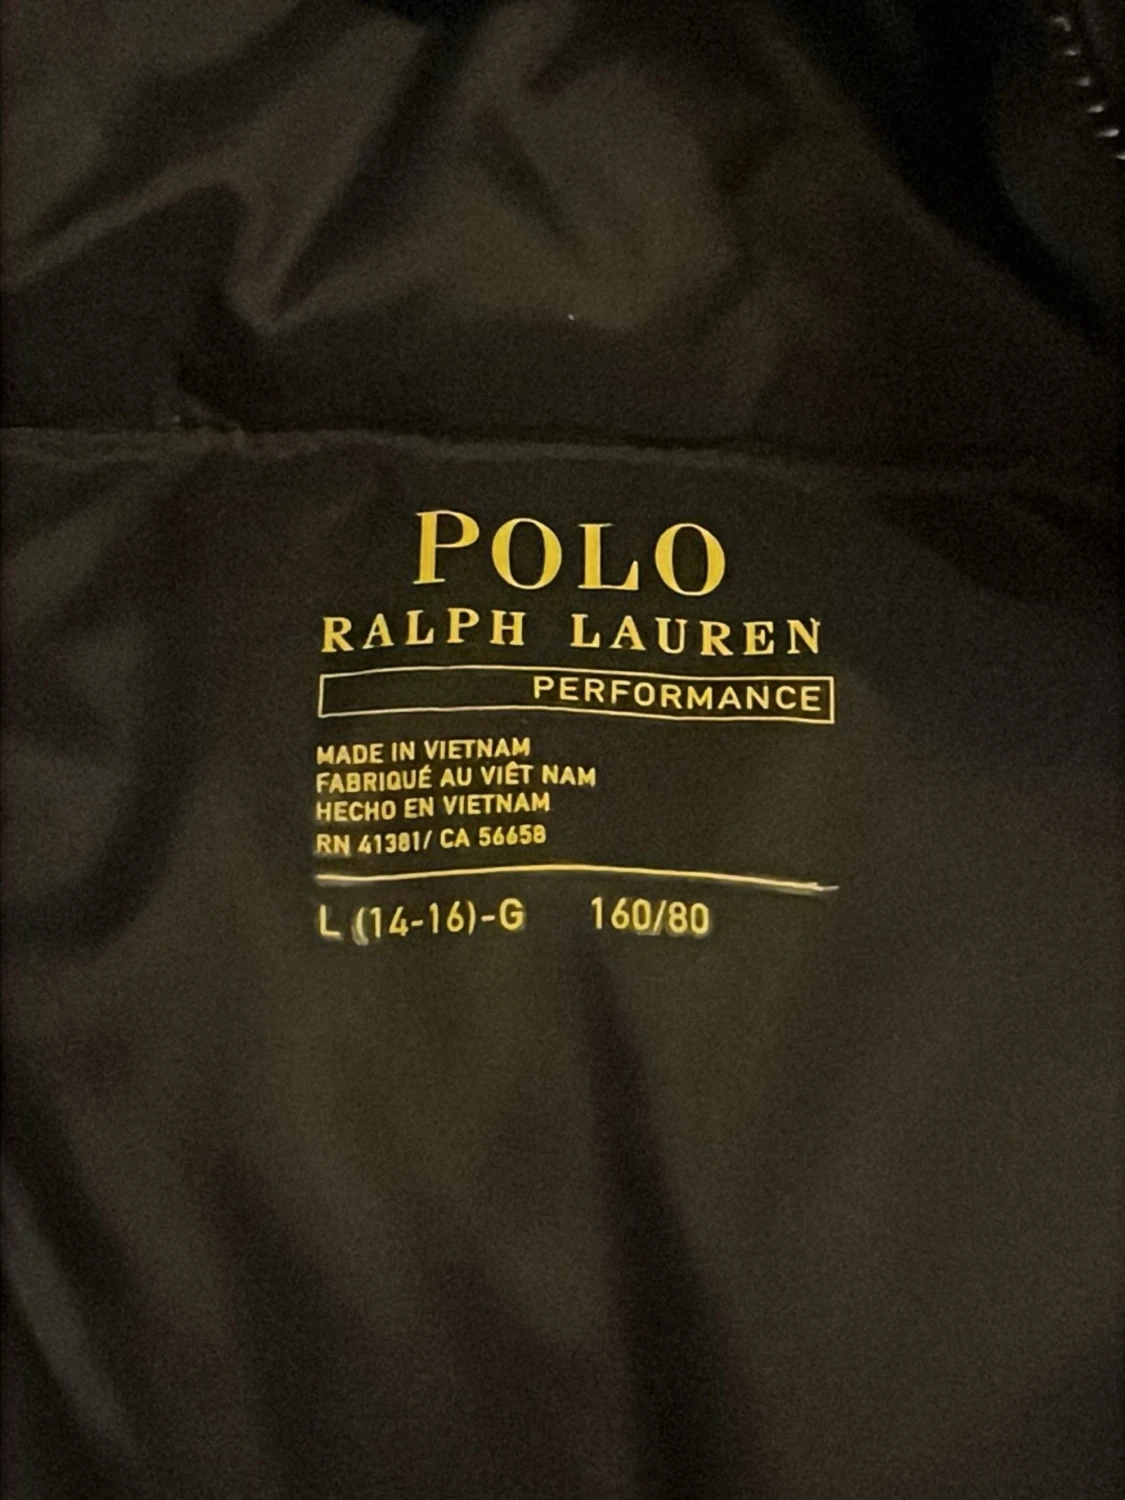 POLO
RALPH LAUREN
PERFORMANCE
MADE IN VIETNAM
FABRIQUÉ AU VIÊT NAM
HECHO EN VIETNAM
RN 41381/ CA 56658
L (14-16)-G 160/80